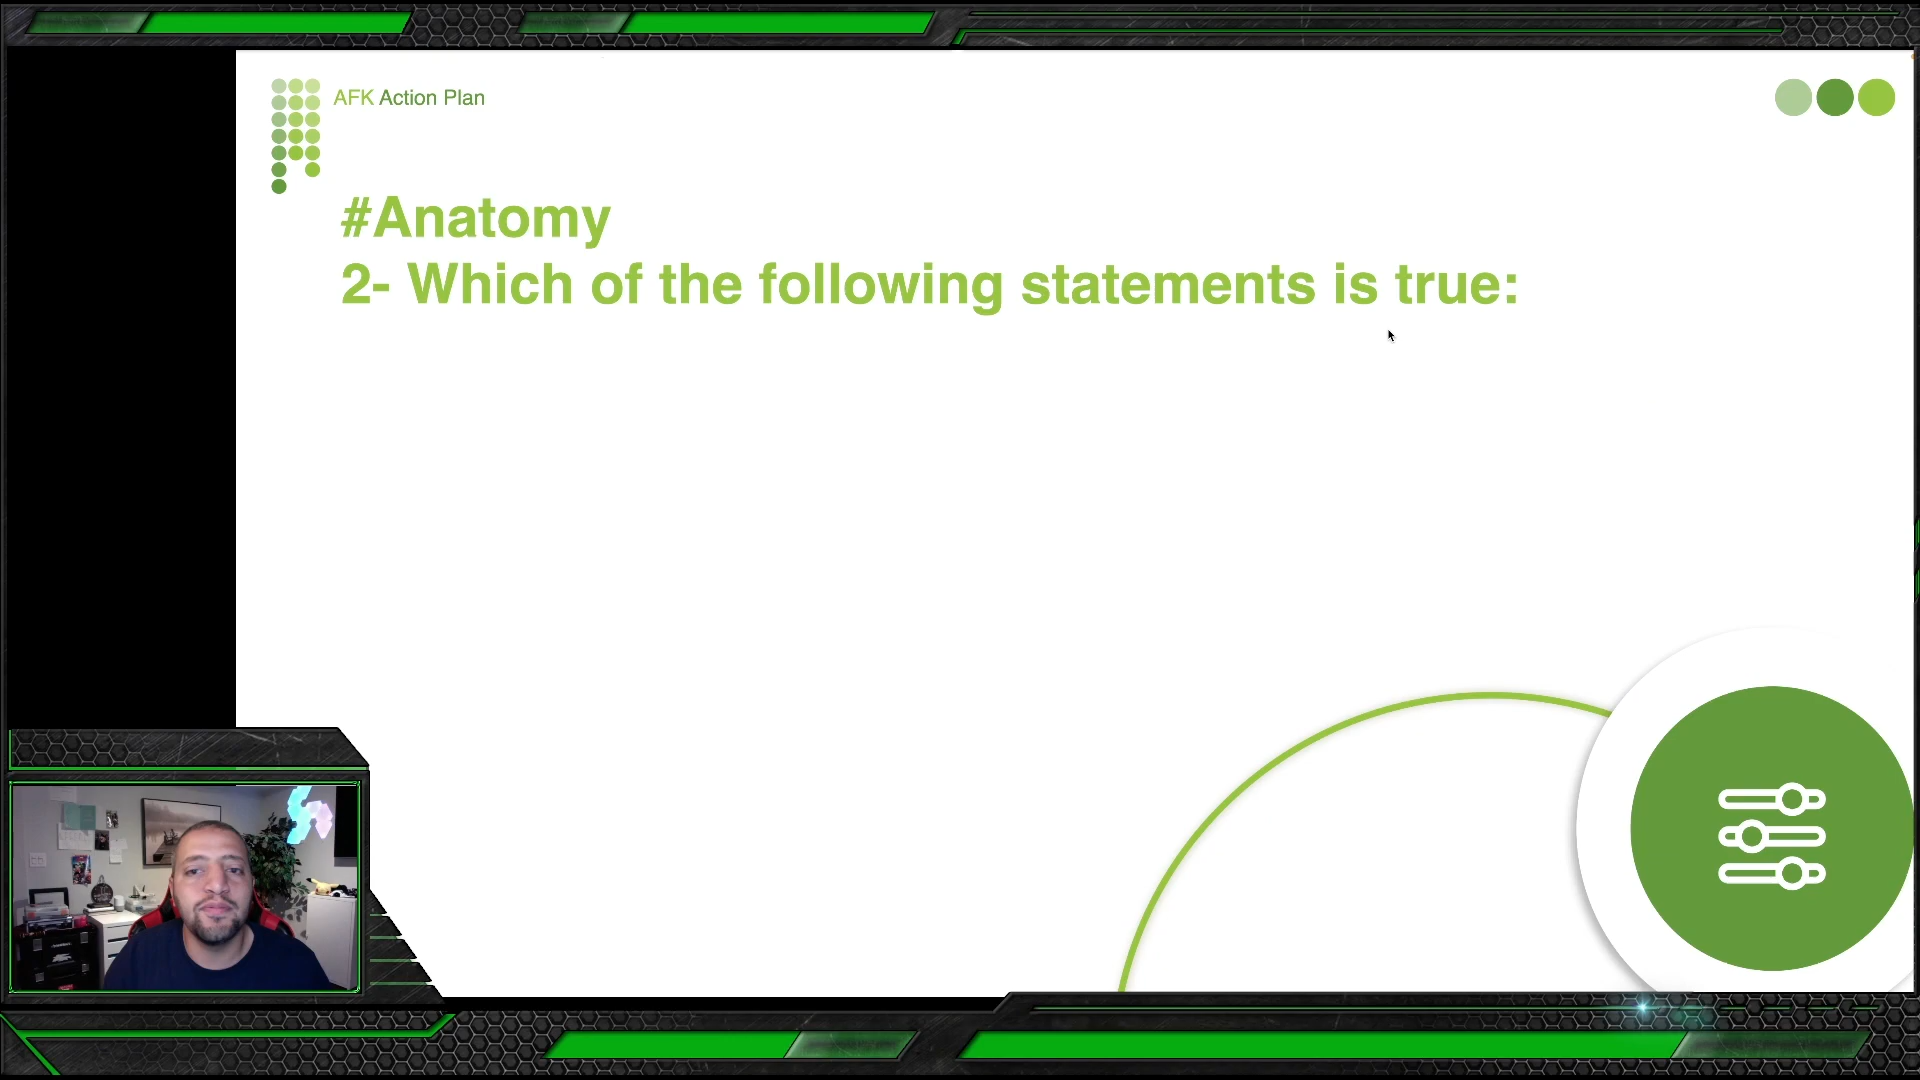 AFK Action Plan
#Anatomy
2- Which of the following statements is true: